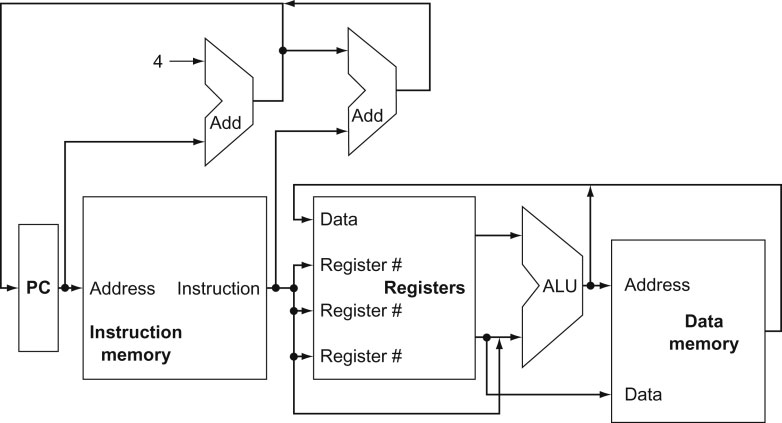 4
Add
Add
PC
Address
Instruction
Instruction
memory
Data
Register #
Registers
Register #
Register #
ALU
Address
Data
memory
Data